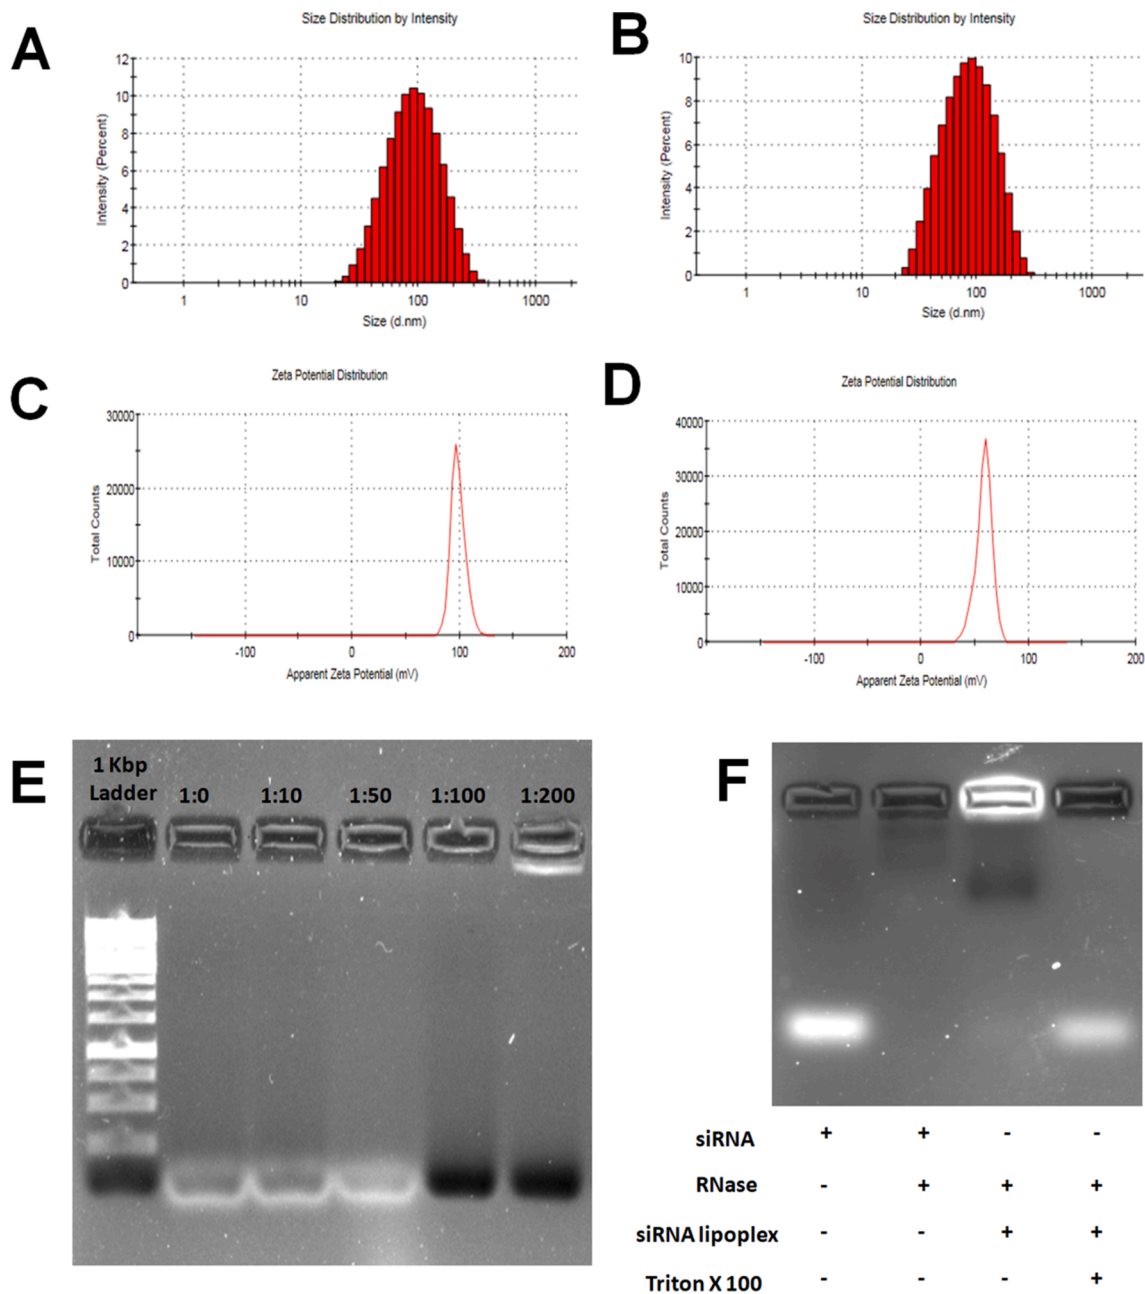 A
Size Distribution by Intensity
Intensity (Percent)
12
10
8
6
4
2
0
1 10 100 1000
Size (d.nm)
B
Size Distribution by Intensity
Intensity (Percent)
10
8
6
4
2
0
1 10 100 1000
Size (d.nm)
C
Zeta Potential Distribution
Total Counts
30000
20000
10000
0
-100 0 100 200
Apparent Zeta Potential (mV)
D
Zeta Potential Distribution
Total Counts
40000
30000
20000
10000
0
-100 0 100 200
Apparent Zeta Potential (mV)
E
1 Kbp
Ladder 1:0 1:10 1:50 1:100 1:200
F
siRNA + + - -
RNase - + + +
siRNA lipoplex - - + +
Triton X 100 - - - +